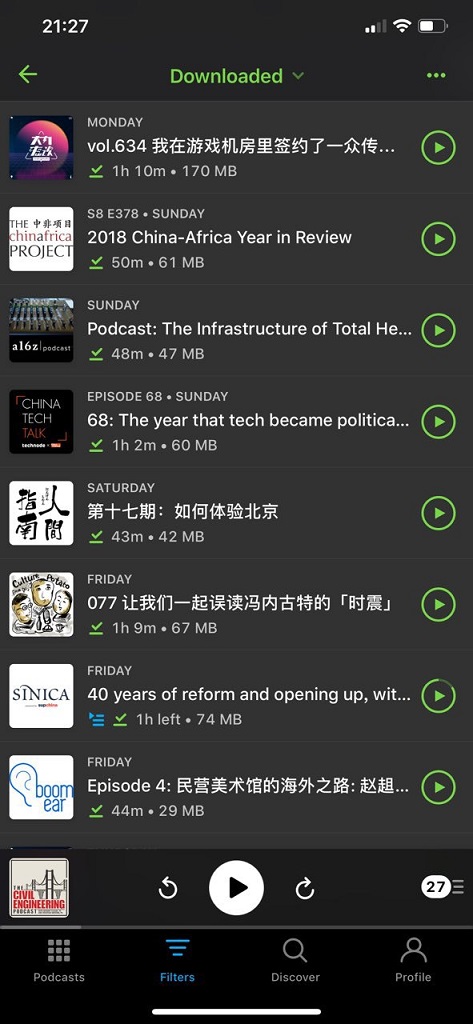 21:27
Downloaded
MONDAY
vol.634 我在游戏机房里签约了一众传...
1h 10m • 170 MB
THE 中非项目
chinafrica
PROJECT
S8 E378 • SUNDAY
2018 China-Africa Year in Review
50m • 61 MB
SUNDAY
Podcast: The Infrastructure of Total He...
a16z podcast
48m • 47 MB
CHINA
TECH
TALK
technode
EPISODE 68 • SUNDAY
68: The year that tech became politica...
1h 2m • 60 MB
人間
指南
SATURDAY
第十七期：如何体验北京
43m • 42 MB
Culture Potato
FRIDAY
077 让我们一起误读冯内古特的「时震」
1h 9m • 67 MB
SINICA
supchina
FRIDAY
40 years of reform and opening up, wit...
1h left • 74 MB
boom
ear
FRIDAY
Episode 4: 民营美术馆的海外之路: 赵趄...
44m • 29 MB
THE
CIVIL
ENGINEERING
PODCAST
27
Podcasts
Filters
Discover
Profile